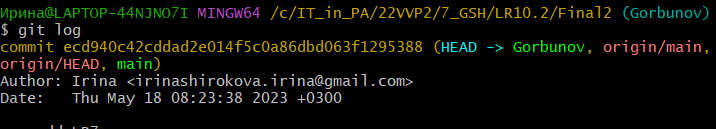 Ирина@LAPTOP-44NJNO7I MINGW64 /c/IT_in_PA/22VVP2/7_GSH/LR10.2/Final2 (Gorbunov)
$ git log
commit ecd940c42cddad2e014f5c0a86dbd063f1295388 (HEAD -> Gorbunov, origin/main,
origin/HEAD, main)
Author: Irina <irinashirokova.irina@gmail.com>
Date:   Thu May 18 08:23:38 2023 +0300